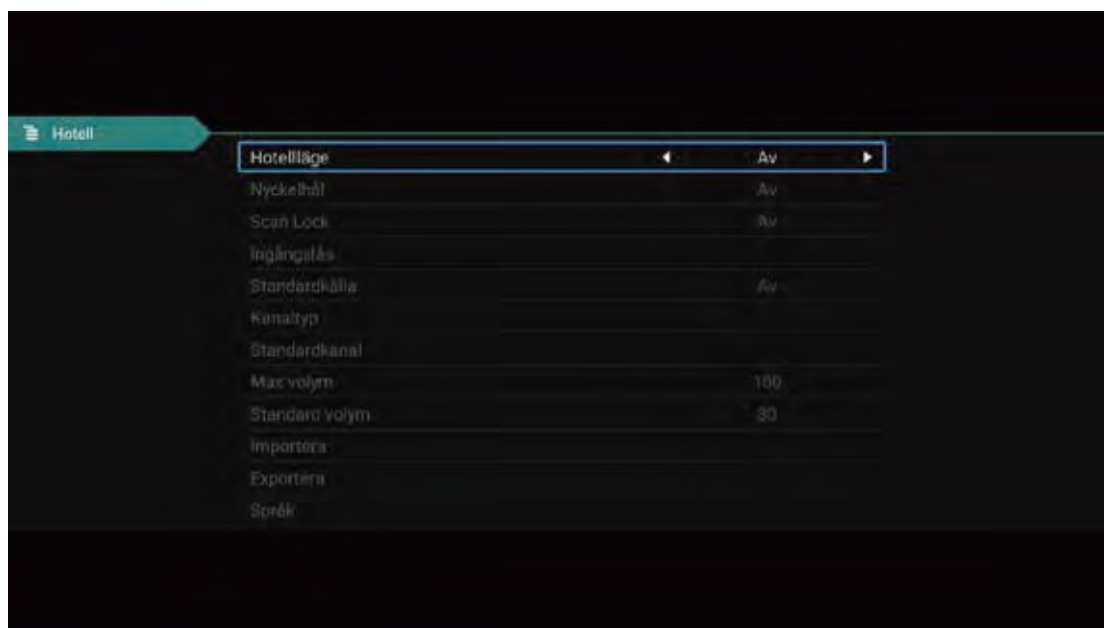 Hotell
Hotelläge Av
Nyckelhål Av
Scan Lock Av
Ingångslås
Standardkälla Av
Kanaltyp
Standardkanal
Max volym 100
Standard volym 30
Importera
Exportera
Språk